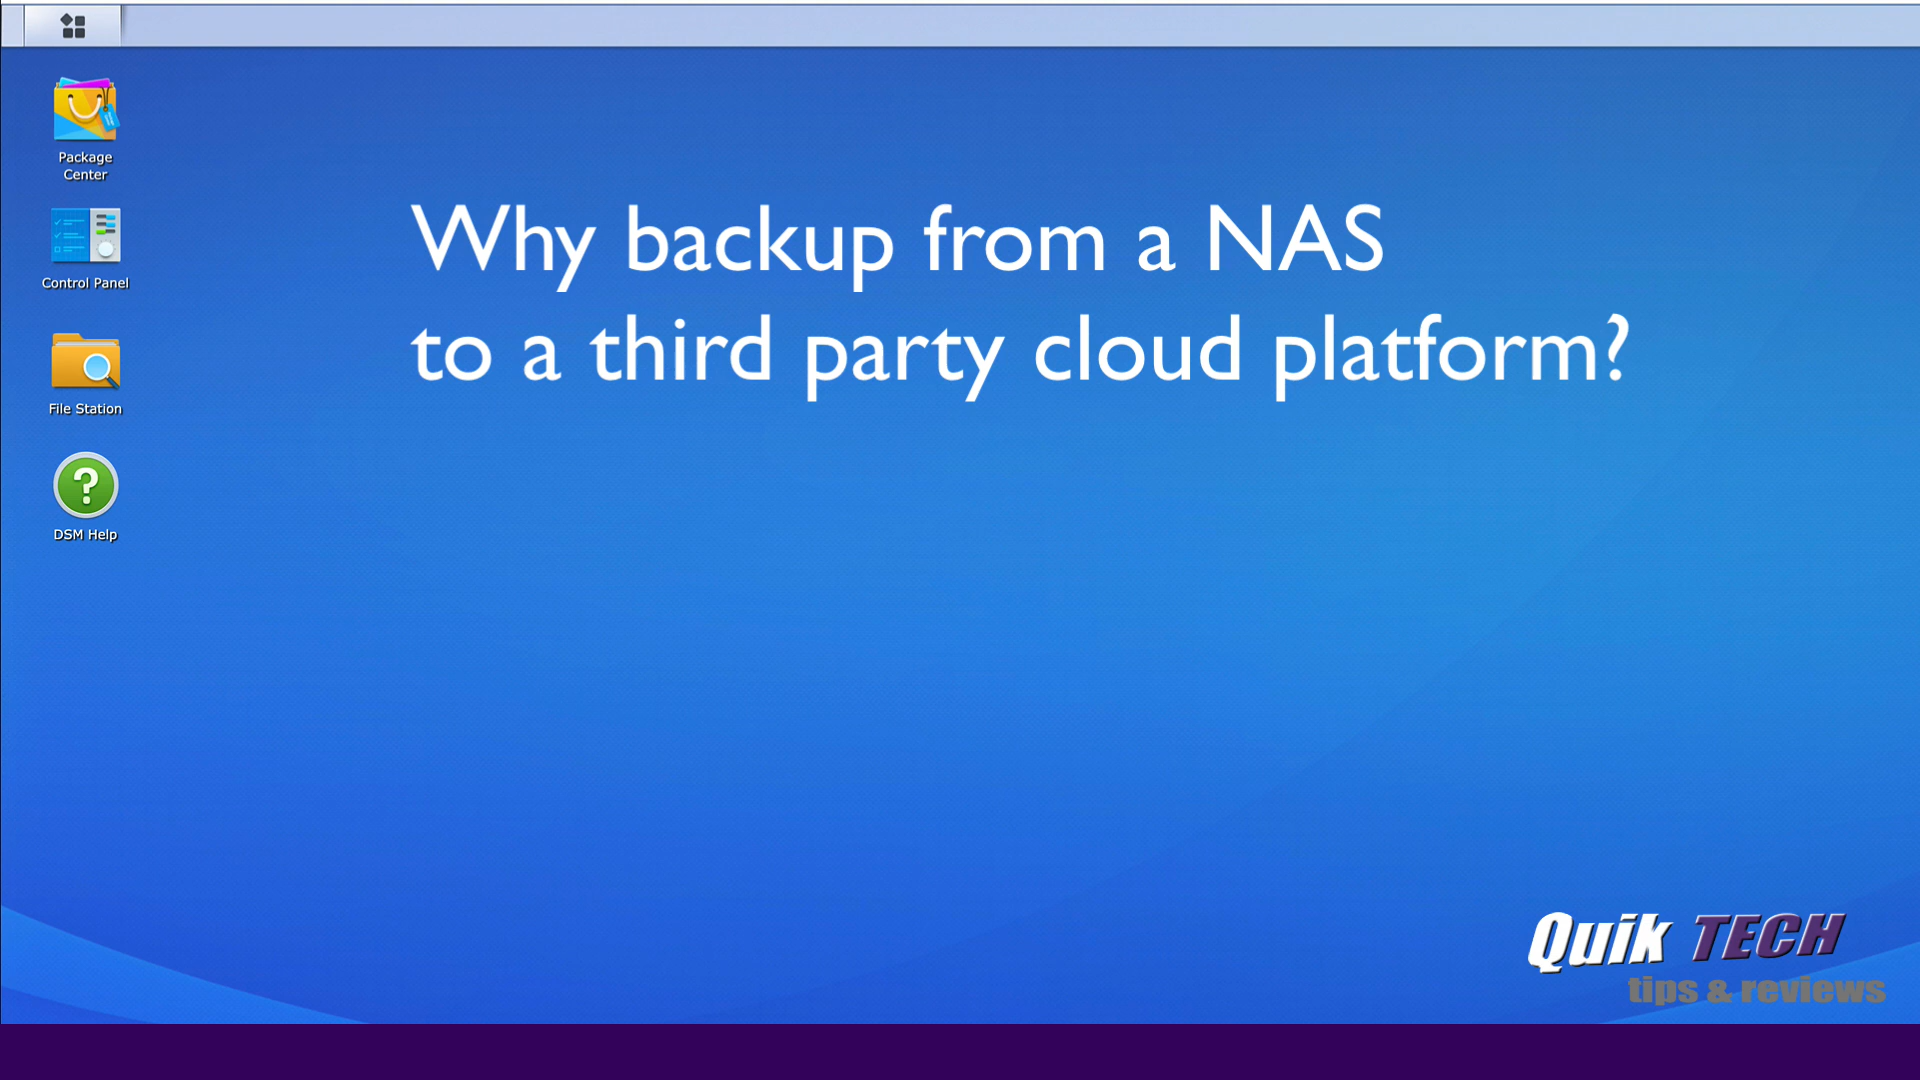 Package
Center
Control Panel
File Station
?
DSM Help
Why backup from a NAS
to a third party cloud platform?
Quik TECH
tips & reviews